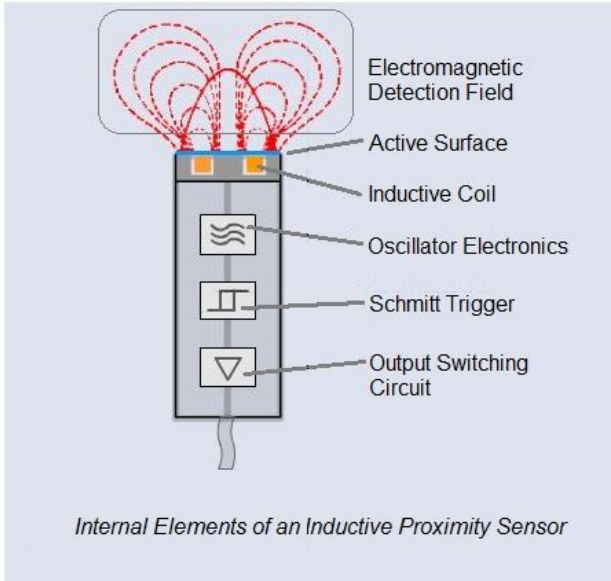 Electromagnetic
Detection Field
Active Surface
Inductive Coil
Oscillator Electronics
Schmitt Trigger
Output Switching
Circuit
Internal Elements of an Inductive Proximity Sensor